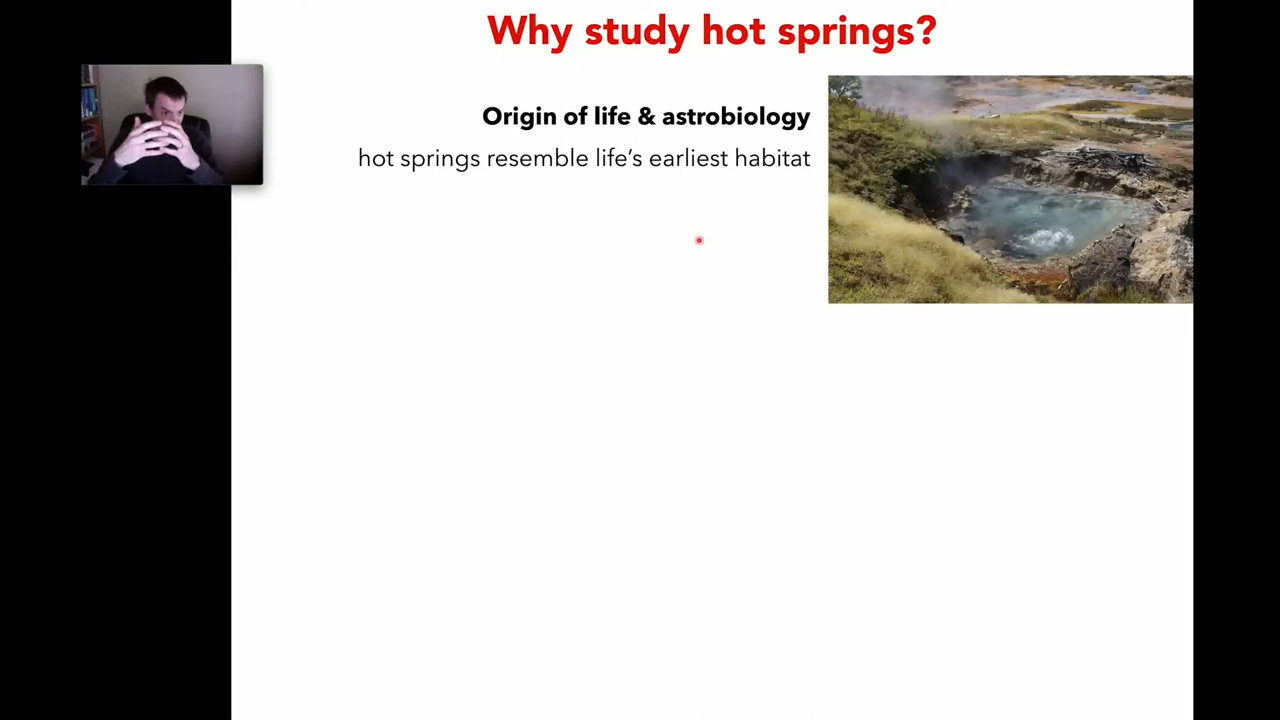 Why study hot springs?
Origin of life & astrobiology
hot springs resemble life's earliest habitat